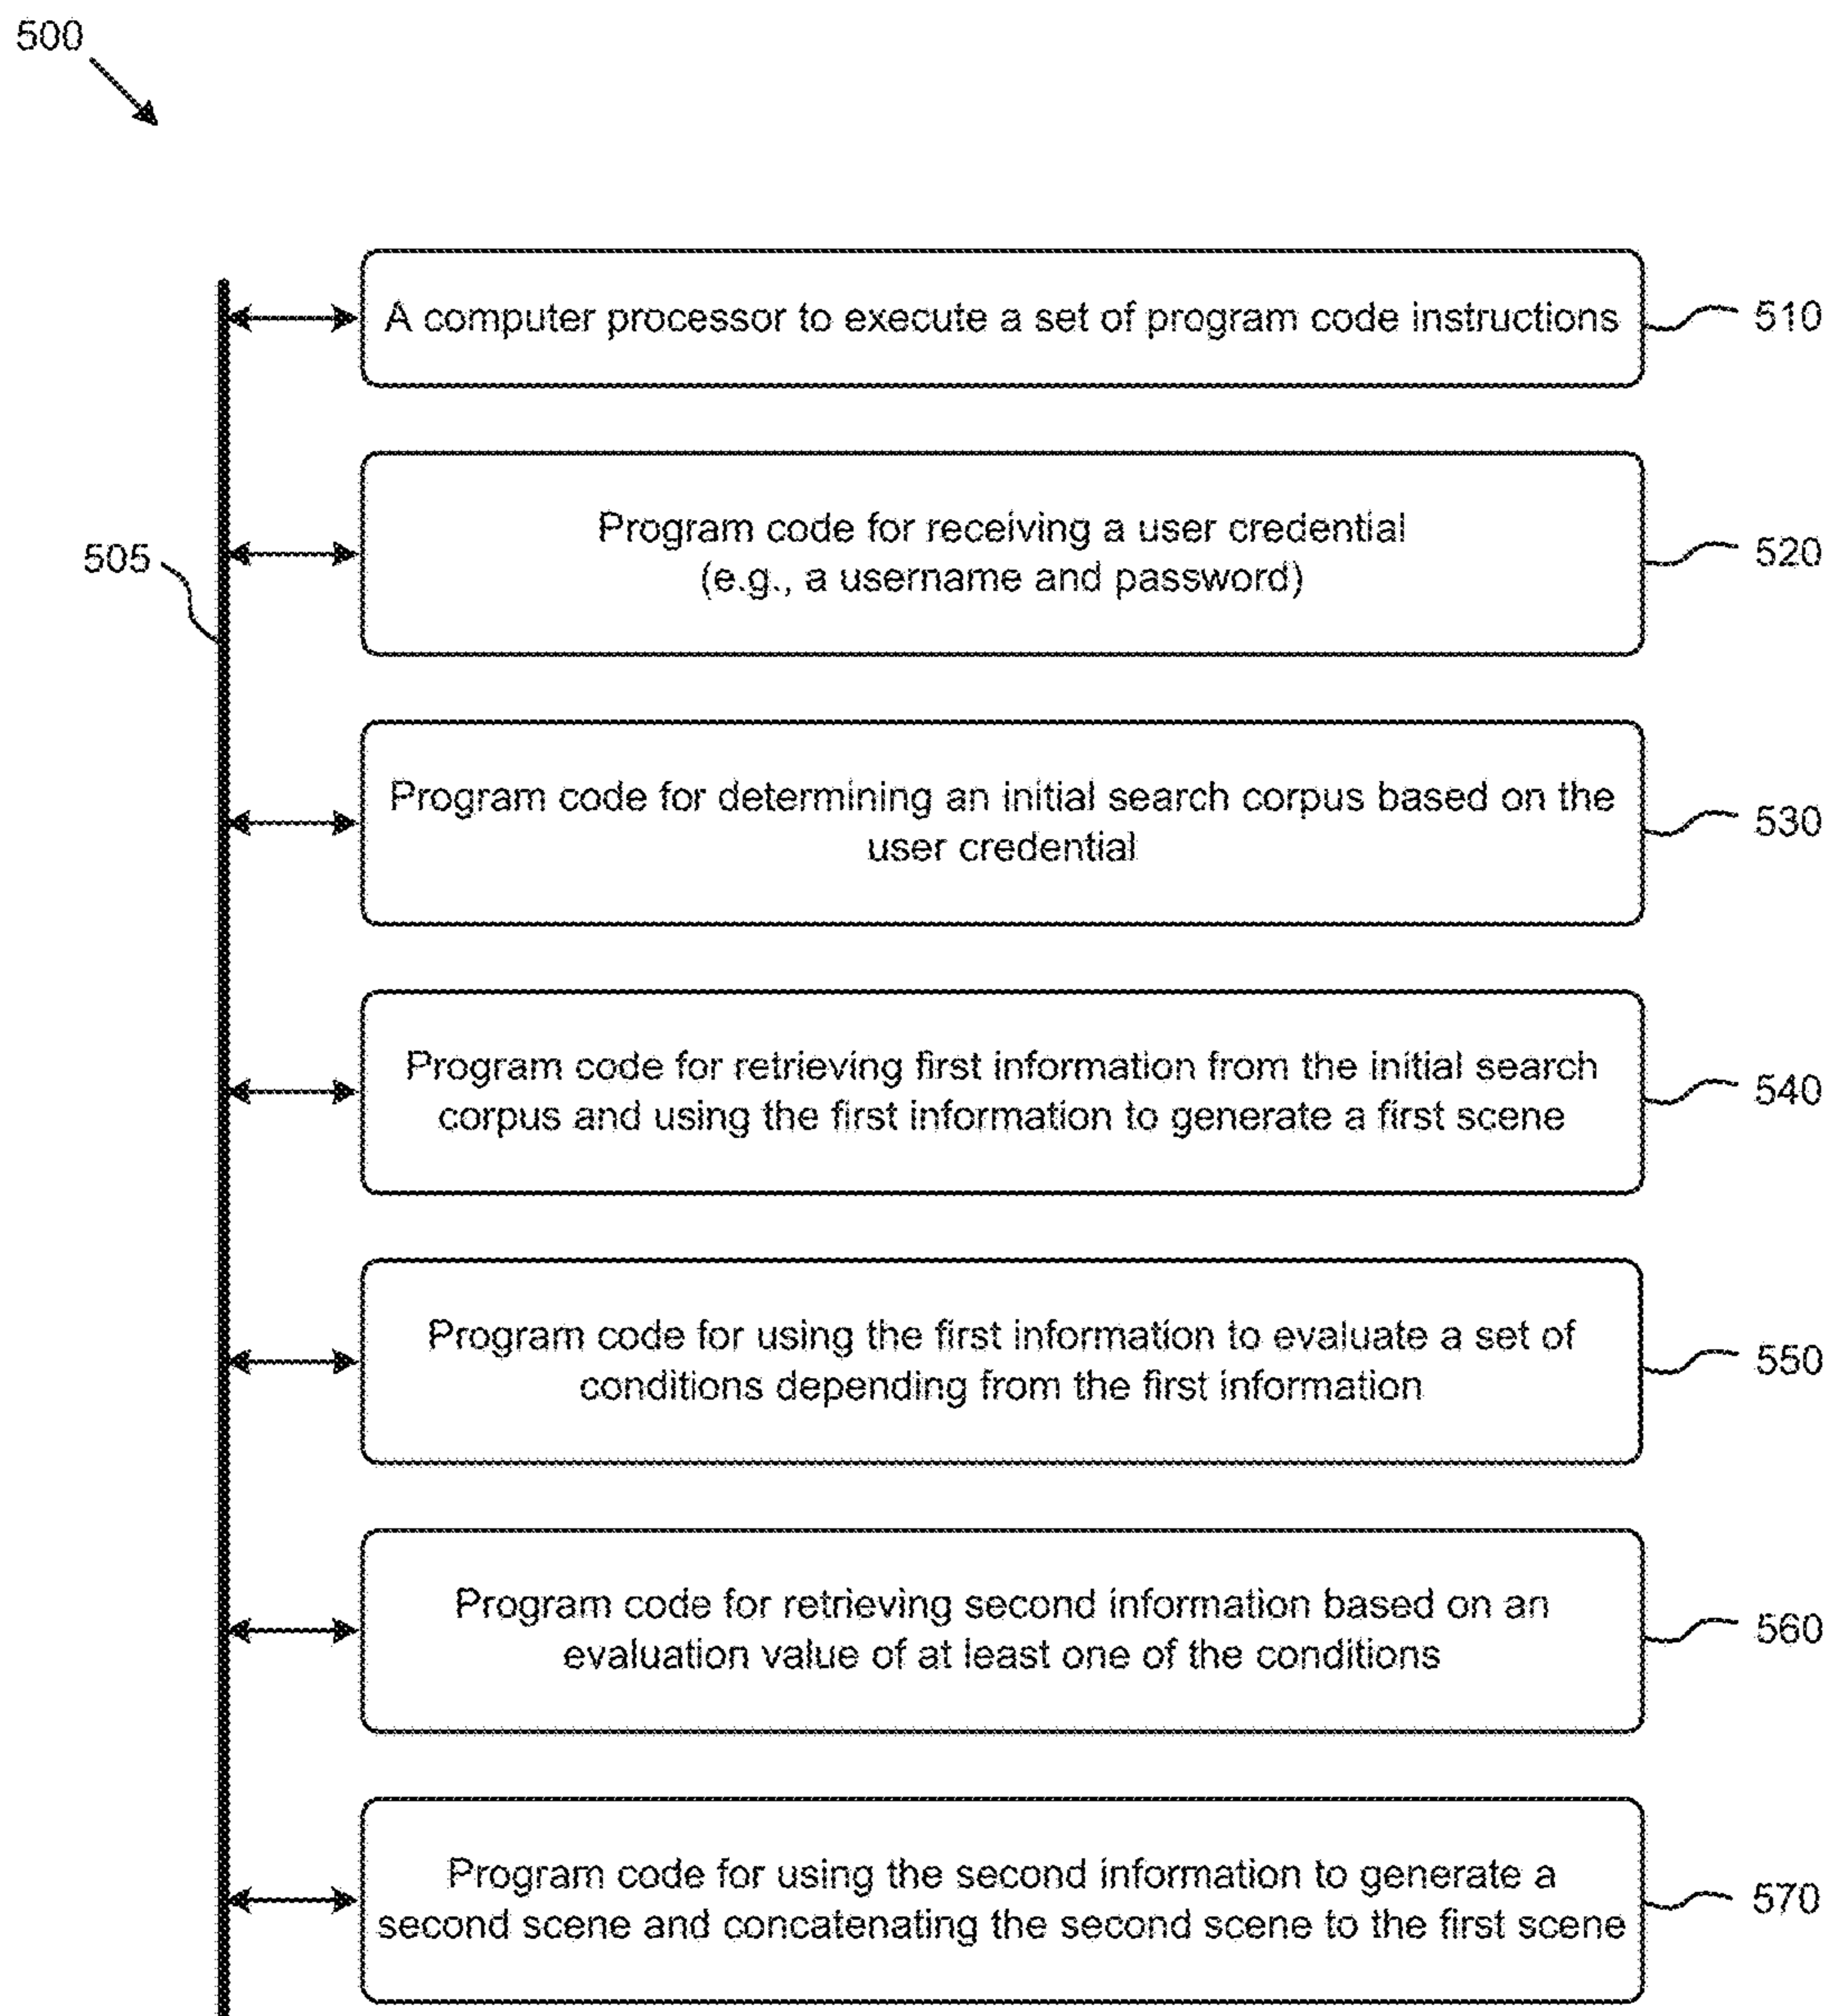 500
A computer processor to execute a set of program code instructions
510
Program code for receiving a user credential
(e.g., a username and password)
520
505
Program code for determining an initial search corpus based on the
user credential
530
Program code for retrieving first information from the initial search
corpus and using the first information to generate a first scene
540
Program code for using the first information to evaluate a set of
conditions depending from the first information
550
Program code for retrieving second information based on an
evaluation value of at least one of the conditions
560
Program code for using the second information to generate a
second scene and concatenating the second scene to the first scene
570